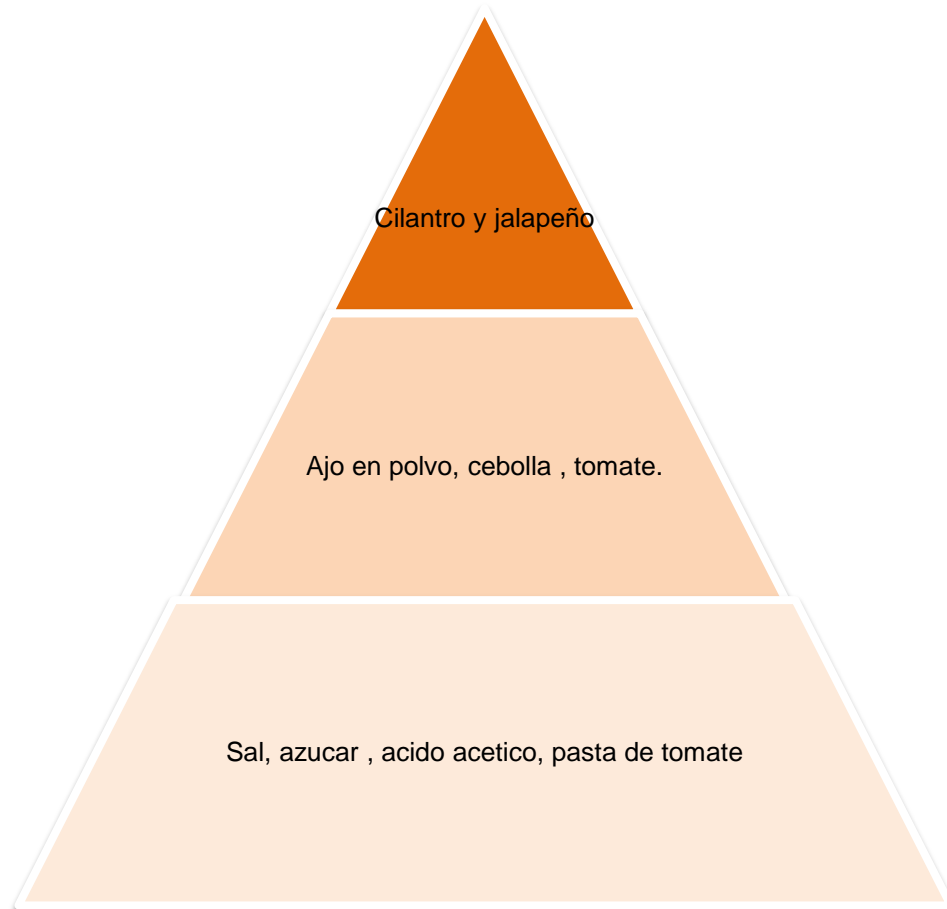 Cilantro y jalapeño
Ajo en polvo, cebolla , tomate.
Sal, azucar , acido acetico, pasta de tomate